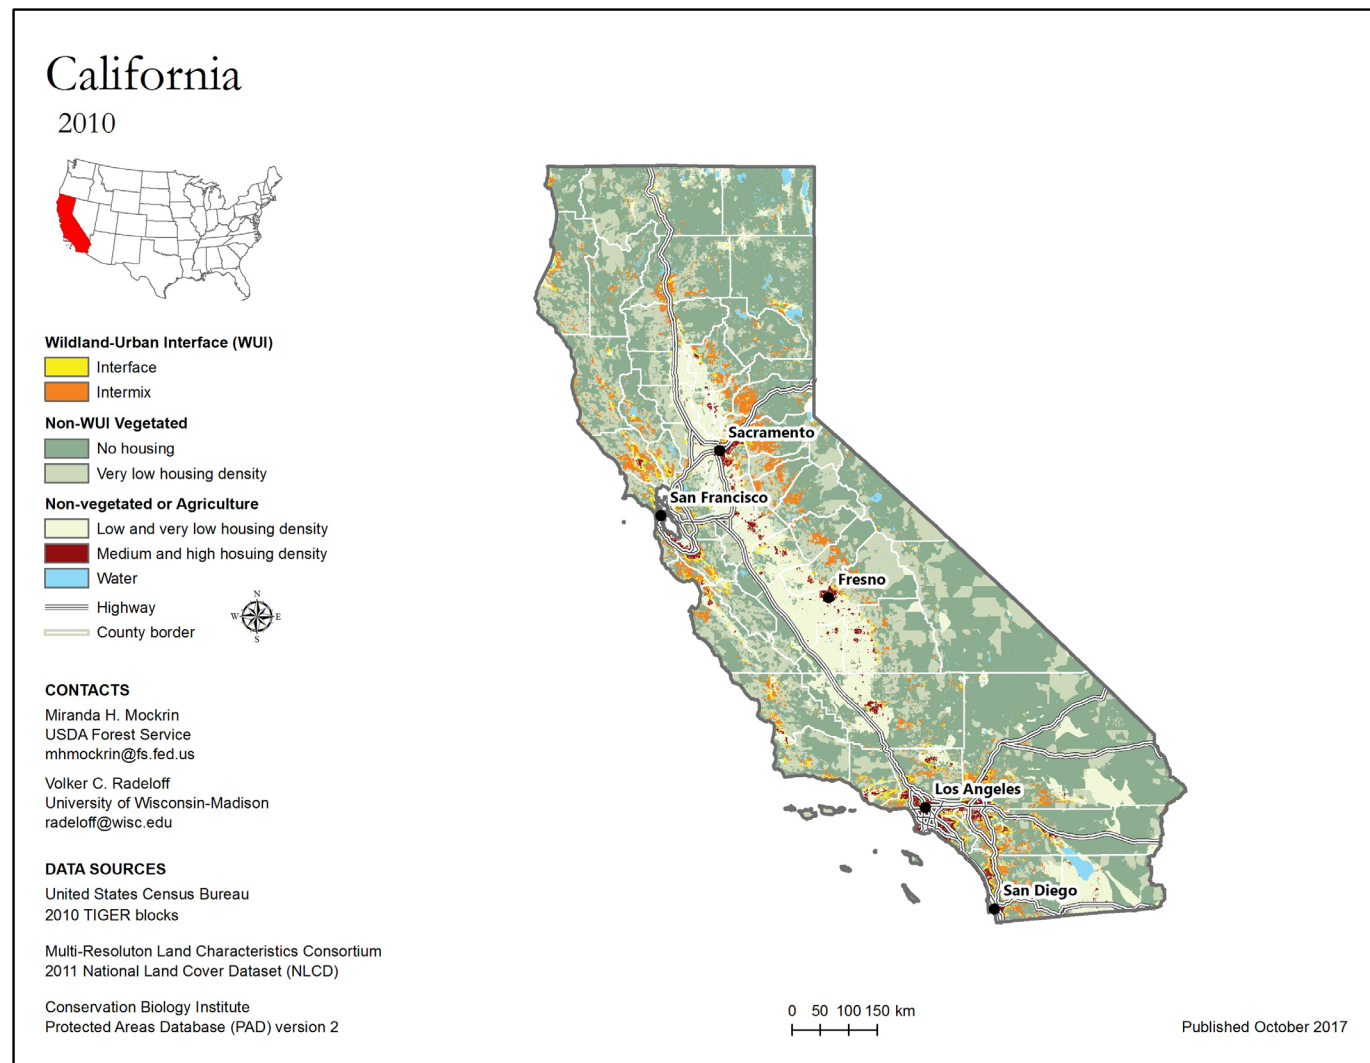 California
2010
Wildland-Urban Interface (WUI)
Interface
Intermix
Non-WUI Vegetated
No housing
Very low housing density
Non-vegetated or Agriculture
Low and very low housing density
Medium and high hosuing density
Water
Highway
County border
N
W E
S
CONTACTS
Miranda H. Mockrin
USDA Forest Service
mhmockrin@fs.fed.us
Volker C. Radeloff
University of Wisconsin-Madison
radeloff@wisc.edu
DATA SOURCES
United States Census Bureau
2010 TIGER blocks
Multi-Resoluton Land Characteristics Consortium
2011 National Land Cover Dataset (NLCD)
Conservation Biology Institute
Protected Areas Database (PAD) version 2
Sacramento
San Francisco
Fresno
Los Angeles
San Diego
0 50 100 150 km
Published October 2017